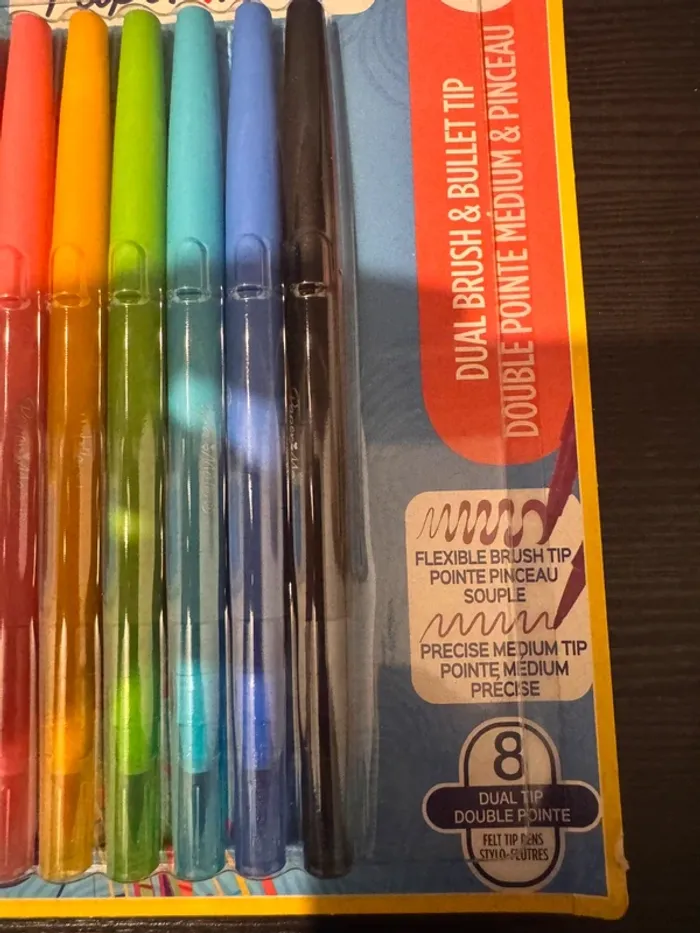 DUAL BRUSH & BULLET TIP
DOUBLE POINTE MÉDIUM & PINCEAU
FLEXIBLE BRUSH TIP
POINTE PINCEAU
SOUPLE
PRECISE MEDIUM TIP
POINTE MÉDIUM
PRÉCISE
8
DUAL TIP
DOUBLE POINTE
FELT TIP PENS
STYLO-FEUTRES